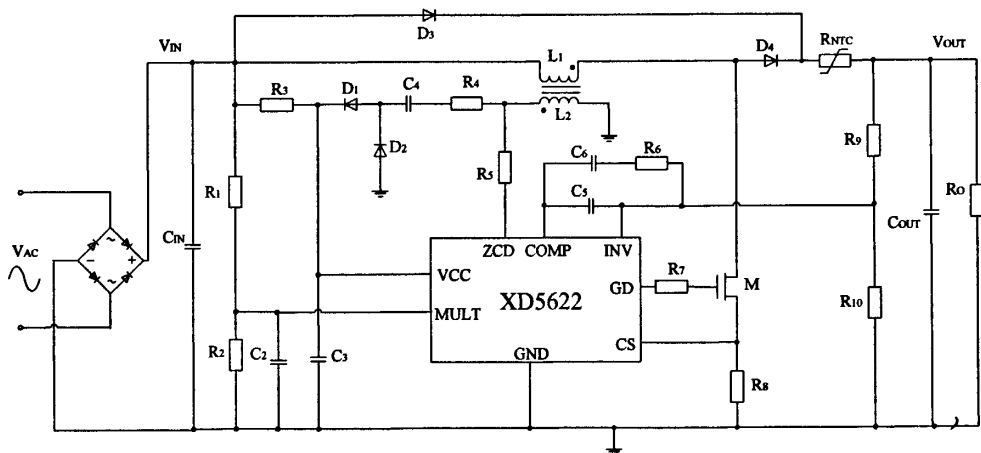 D3
VIN
L1
D4
RNTC
VOUT
R3
D1
C4
R4
L2
D2
R5
C6
R6
C5
R9
R1
RO
VAC
CIN
COUT
~
− +
~
ZCD COMP INV
VCC
GD
R7
M
MULT
XD5622
R10
R2
C2
C3
GND
CS
R8